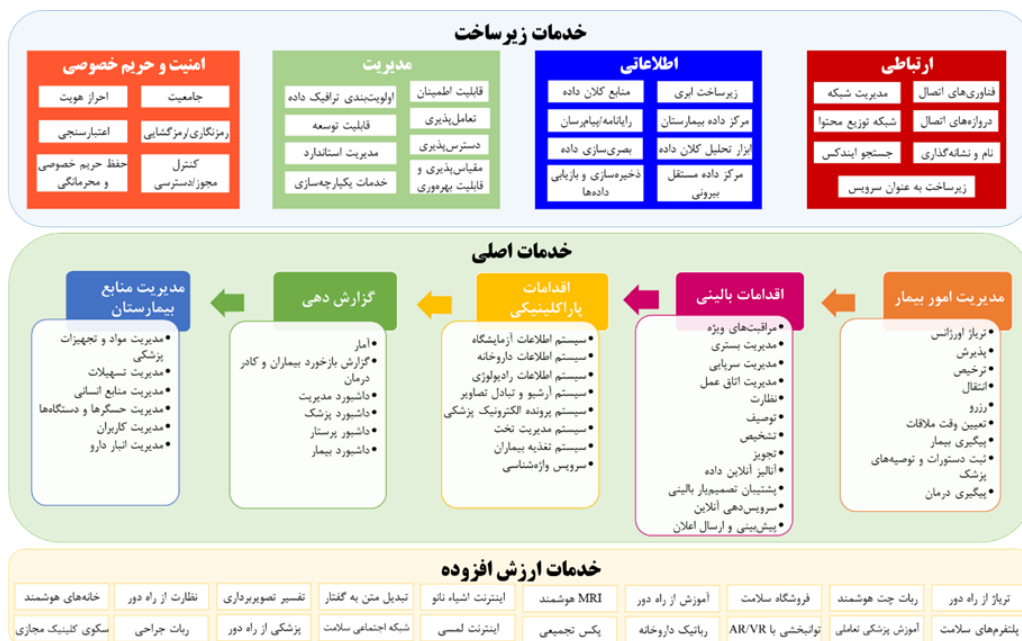 خدمات زیرساخت
ارتباطی
فناوری‌های اتصال
مدیریت شبکه
دروازه‌های اتصال
شبکه توزیع محتوا
نام و نشانه‌گذاری
جستجو ایندکس
زیرساخت به عنوان سرویس
اطلاعاتی
زیرساخت ابری
منابع کلان داده
مرکز داده بیمارستان
رایانامه/پیام‌رسان
ابزار تحلیل کلان داده
بصری‌سازی داده
مرکز داده مستقل
بیرونی
ذخیره‌سازی و بازیابی
داده‌ها
مدیریت
قابلیت اطمینان
اولویت‌بندی ترافیک داده
تعامل‌پذیری
قابلیت توسعه
دسترس‌پذیری
مدیریت استاندارد
مقیاس‌پذیری و
قابلیت بهره‌وری
خدمات یکپارچه‌سازی
امنیت و حریم خصوصی
جامعیت
احراز هویت
رمزنگاری/رمزگشایی
اعتبارسنجی
کنترل
مجوز/دسترسی
حفظ حریم خصوصی
و محرمانگی
خدمات اصلی
مدیریت امور بیمار
• تریاژ اورژانس
• پذیرش
• ترخیص
• انتقال
• رزرو
• تعیین وقت ملاقات
• پیگیری بیمار
• ثبت دستورات و توصیه‌های
پزشک
• پیگیری درمان
اقدامات بالینی
• مراقبت‌های ویژه
• مدیریت بستری
• مدیریت سرپایی
• مدیریت اتاق عمل
• نظارت
• توصیف
• تشخیص
• تجویز
• آنالیز آنلاین داده
• پشتیبان تصمیم‌یار بالینی
• سرویس‌دهی آنلاین
• پیش‌بینی و ارسال اعلان
اقدامات
پاراکلینیکی
• سیستم اطلاعات آزمایشگاه
• سیستم اطلاعات داروخانه
• سیستم اطلاعات رادیولوژی
• سیستم آرشیو و تبادل تصاویر
• سیستم پرونده الکترونیک پزشکی
• سیستم مدیریت تخت
• سیستم تغذیه بیماران
• سرویس واژه‌شناسی
گزارش دهی
• آمار
• گزارش بازخورد بیماران و کادر
درمان
• داشبورد مدیریت
• داشبورد پزشک
• داشبور پرستار
• داشبورد بیمار
مدیریت منابع
بیمارستان
• مدیریت مواد و تجهیزات
پزشکی
• مدیریت تسهیلات
• مدیریت منابع انسانی
• مدیریت حسگرها و دستگاه‌ها
• مدیریت کاربران
• مدیریت انبار دارو
خدمات ارزش افزوده
تریاژ از راه دور
ربات چت هوشمند
فروشگاه سلامت
آموزش از راه دور
MRI هوشمند
اینترنت اشیاء نانو
تبدیل متن به گفتار
تفسیر تصویربرداری
نظارت از راه دور
خانه‌های هوشمند
پلتفرم‌های سلامت
آموزش پزشکی تعاملی
توانبخشی با AR/VR
رباتیک داروخانه
پکس تجمیعی
اینترنت لمسی
شبکه اجتماعی سلامت
پزشکی از راه دور
ربات جراحی
سکوی کلینیک مجازی